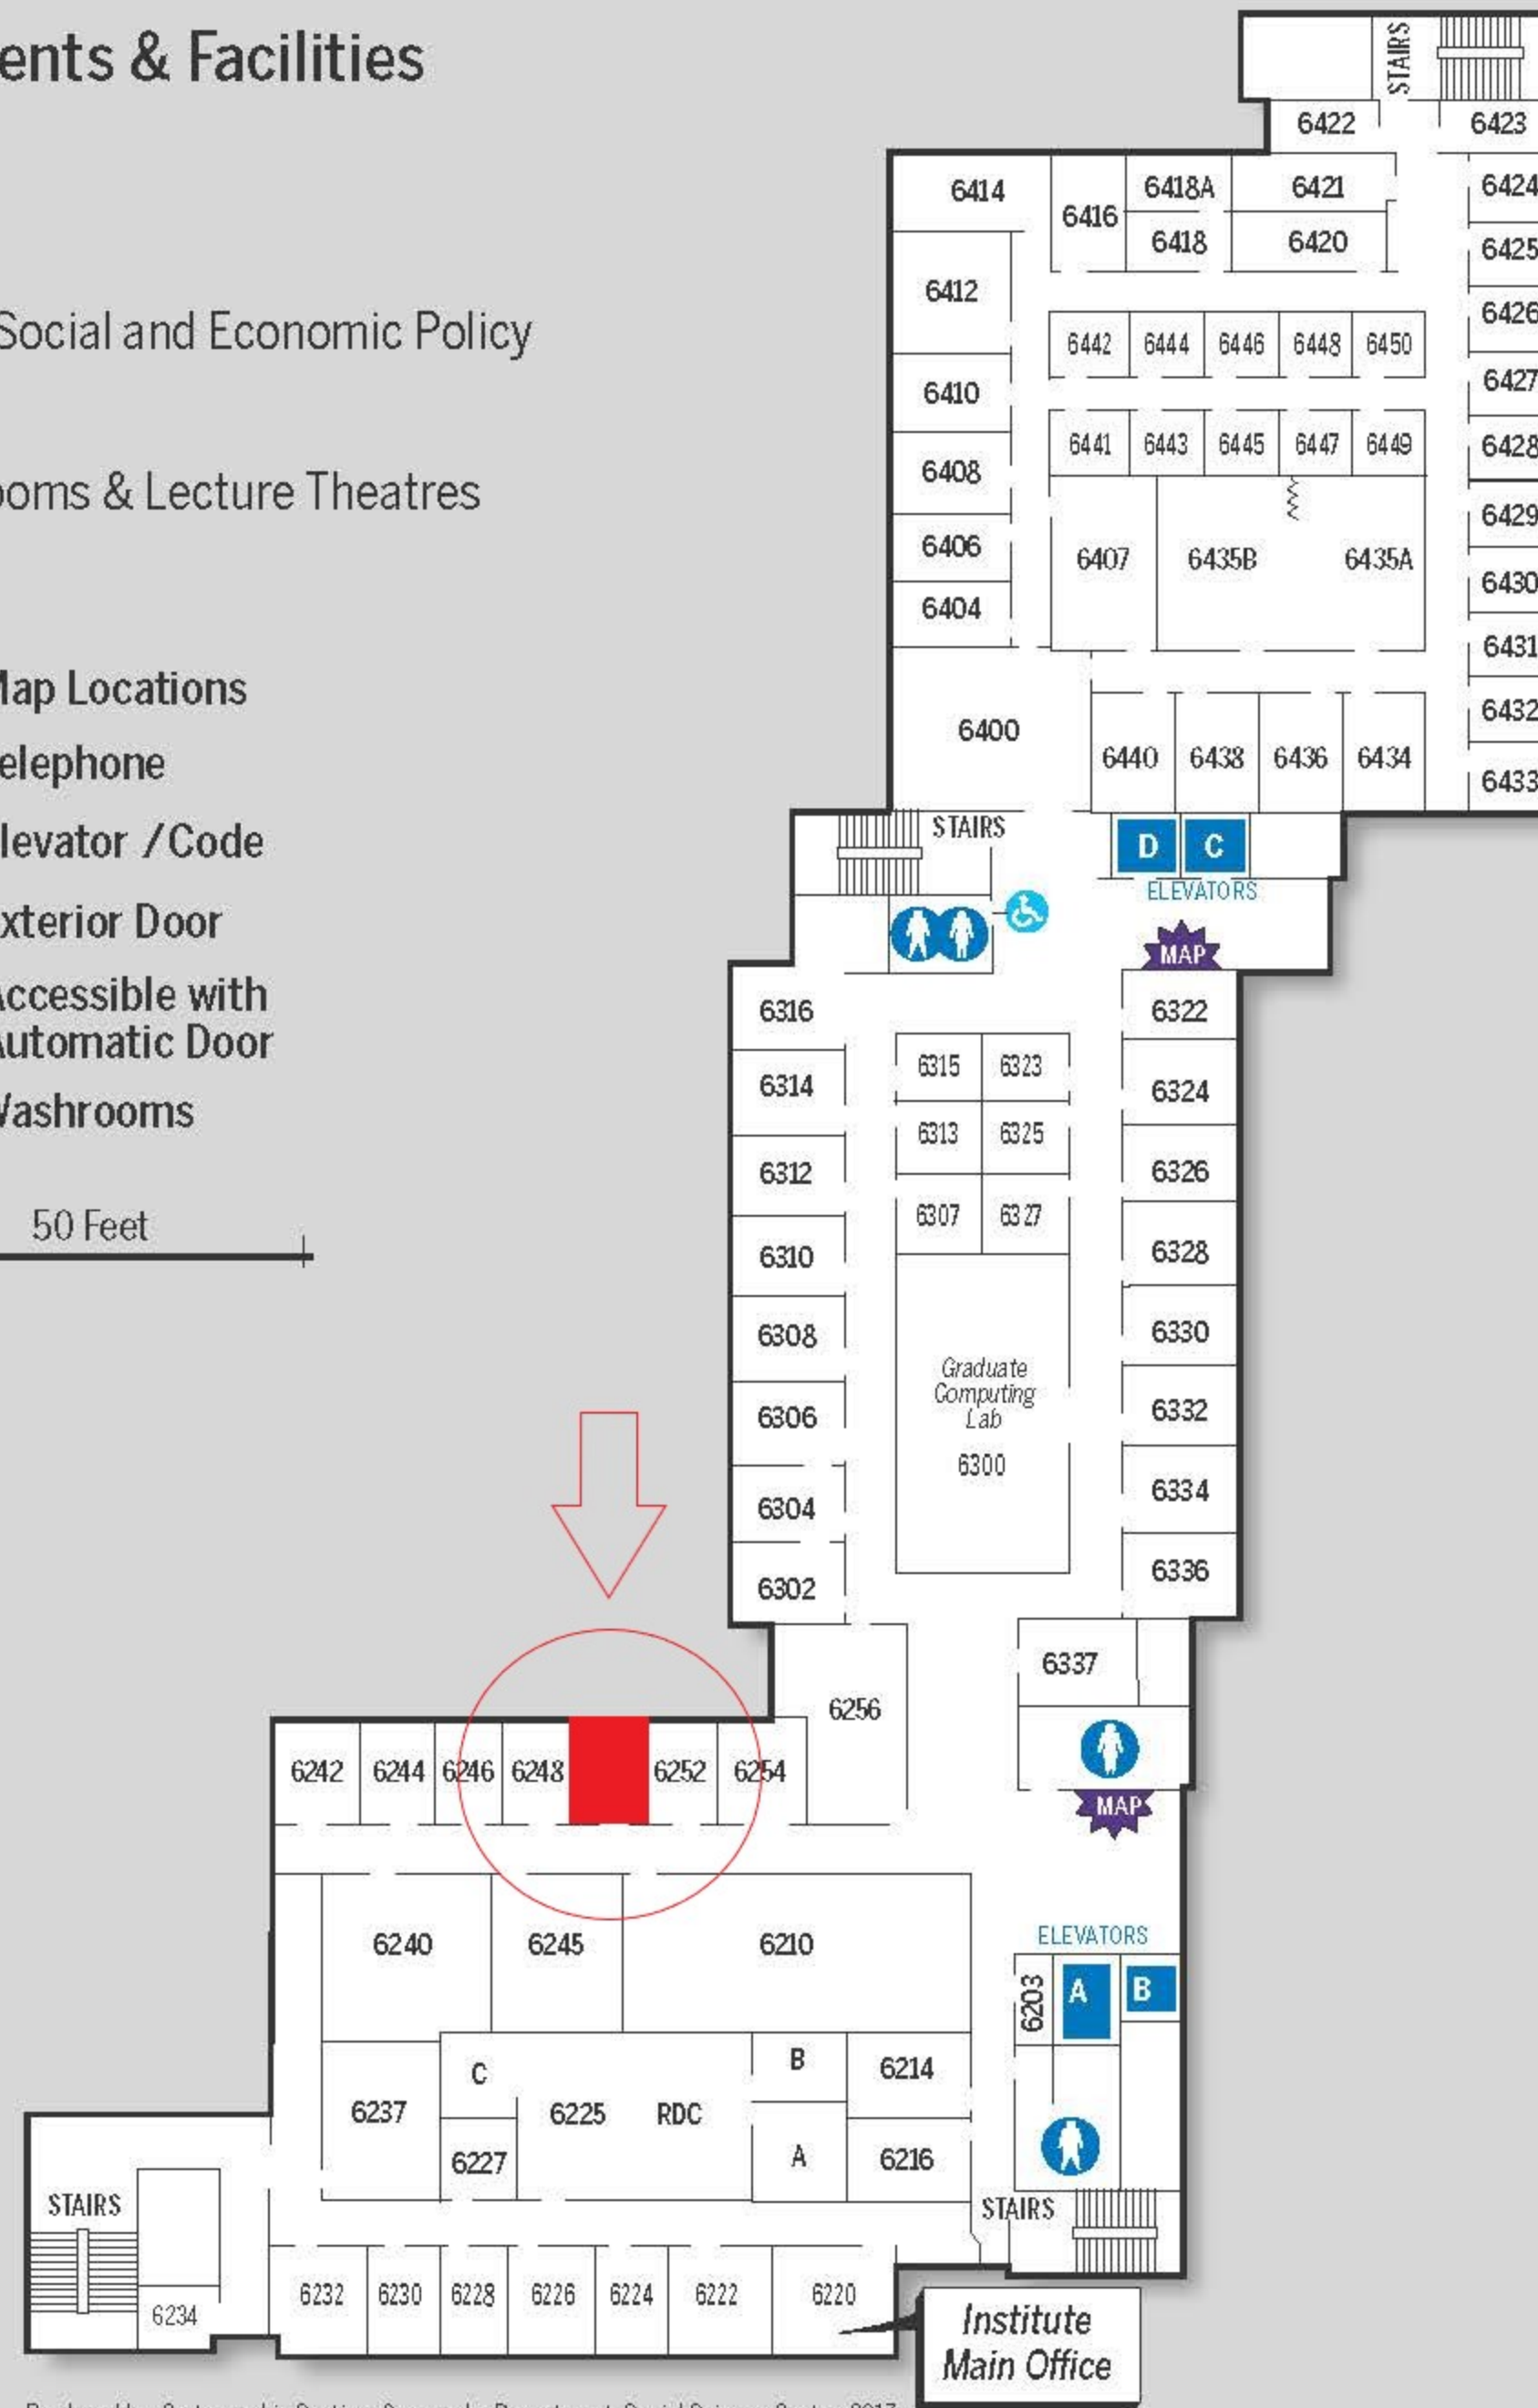 ents & Facilities
Social and Economic Policy
ooms & Lecture Theatres
Map Locations
elephone
levator / Code
xterior Door
Accessible with
Automatic Door
Washrooms
50 Feet
STAIRS
6422
6423
6414
6416
6418A
6421
6424
6418
6420
6425
6412
6426
6442
6444
6446
6448
6450
6427
6410
6441
6443
6445
6447
6449
6428
6408
6429
6406
6407
6435B
6435A
6430
6404
6431
6400
6432
6440
6438
6436
6434
6433
STAIRS
D
C
ELEVATORS
MAP
6316
6322
6315
6323
6314
6324
6313
6325
6312
6326
6307
6327
6310
6328
6308
6330
Graduate
Computing
Lab
6300
6306
6332
6304
6334
6302
6336
6337
6256
6242
6244
6246
6248
6252
6254
MAP
6240
6245
6210
ELEVATORS
6203
A
B
C
B
6214
6237
6225
RDC
6227
A
6216
STAIRS
STAIRS
6234
6232
6230
6228
6226
6224
6222
6220
Institute
Main Office